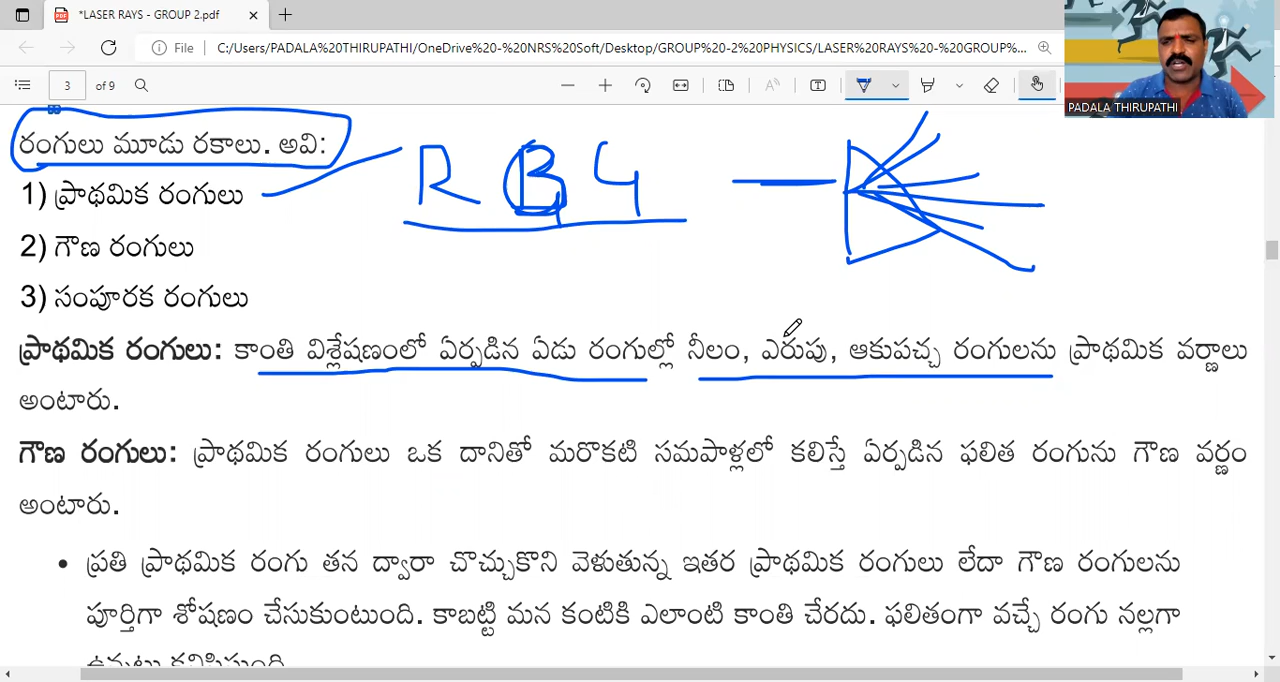 *LASER RAYS - GROUP 2.pdf
File C:/Users/PADALA%20THIRUPATHI/OneDrive%20-%20NRS%20Soft/Desktop/GROUP%20-2%20PHYSICS/LASER%20RAYS%20-%20GROUP%...
3 of 9
PADALA THIRUPATHI
రంగులు మూడు రకాలు. అవి:
R B G
1) ప్రాథమిక రంగులు
2) గౌణ రంగులు
3) సంపూరక రంగులు
ప్రాథమిక రంగులు: కాంతి విశ్లేషణంలో ఏర్పడిన ఏడు రంగుల్లో నీలం, ఎరుపు, ఆకుపచ్చ రంగులను ప్రాథమిక వర్ణాలు
అంటారు.
గౌణ రంగులు: ప్రాథమిక రంగులు ఒక దానితో మరొకటి సమపాళ్లలో కలిస్తే ఏర్పడిన ఫలిత రంగును గౌణ వర్ణం
అంటారు.
• ప్రతి ప్రాథమిక రంగు తన ద్వారా చొచ్చుకొని వెళుతున్న ఇతర ప్రాథమిక రంగులు లేదా గౌణ రంగులను
పూర్తిగా శోషణం చేసుకుంటుంది. కాబట్టి మన కంటికి ఎలాంటి కాంతి చేరదు. ఫలితంగా వచ్చే రంగు నల్లగా